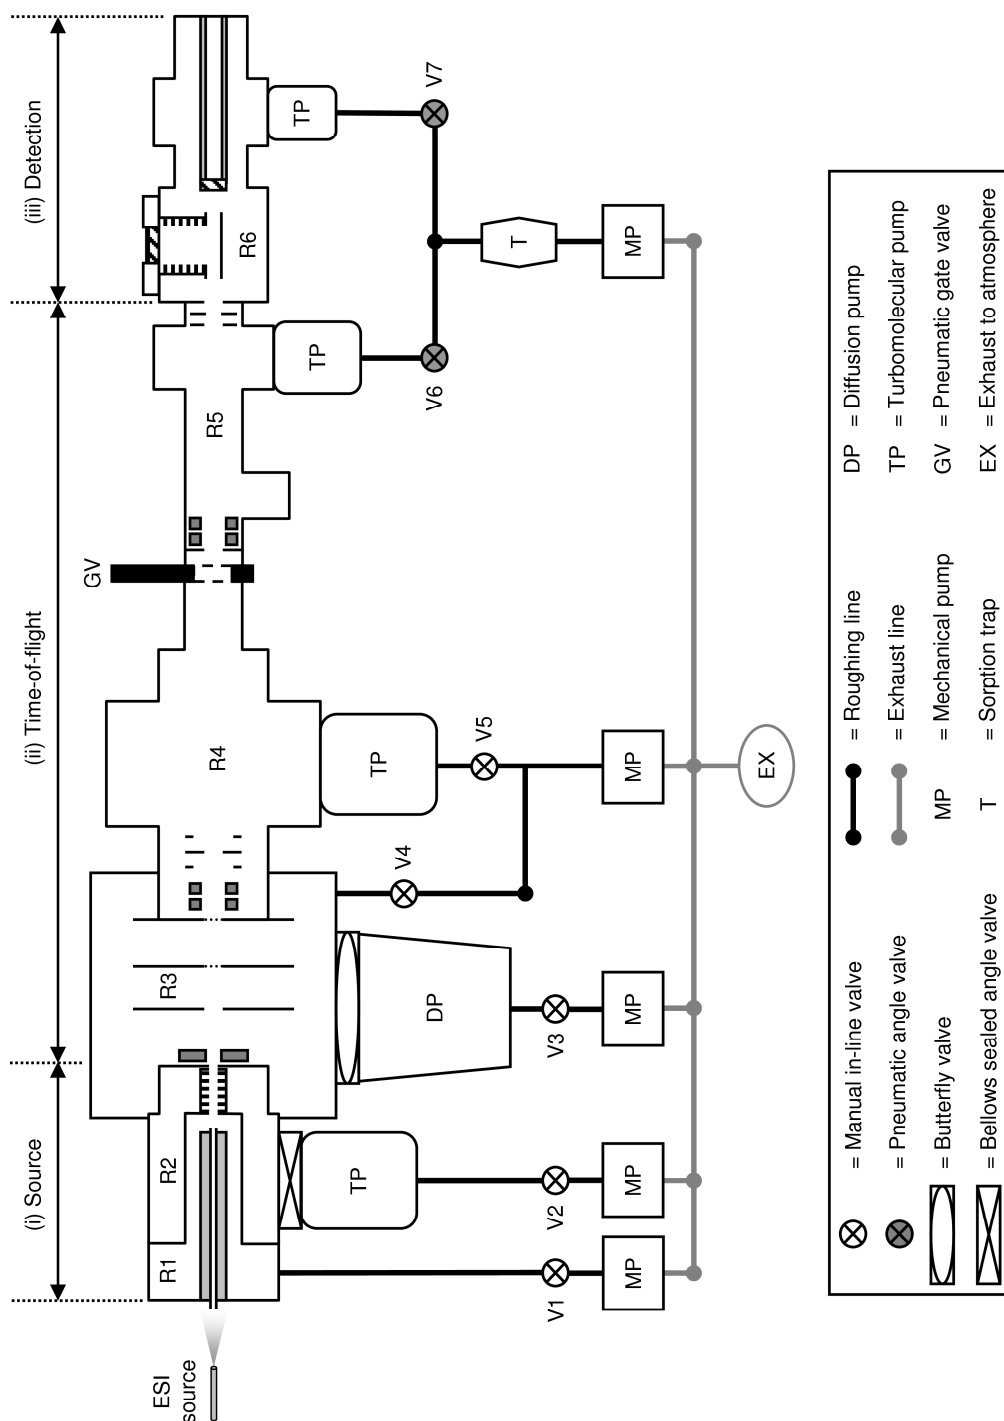 (i) Source
(ii) Time-of-flight
(iii) Detection
ESI
source
R1
R2
R3
R4
GV
R5
R6
TP
DP
TP
TP
TP
V1
V2
V3
V4
V5
V6
V7
T
MP
MP
MP
MP
MP
EX
= Manual in-line valve
= Pneumatic angle valve
= Butterfly valve
= Bellows sealed angle valve
= Roughing line
= Exhaust line
MP = Mechanical pump
T = Sorption trap
DP = Diffusion pump
TP = Turbomolecular pump
GV = Pneumatic gate valve
EX = Exhaust to atmosphere